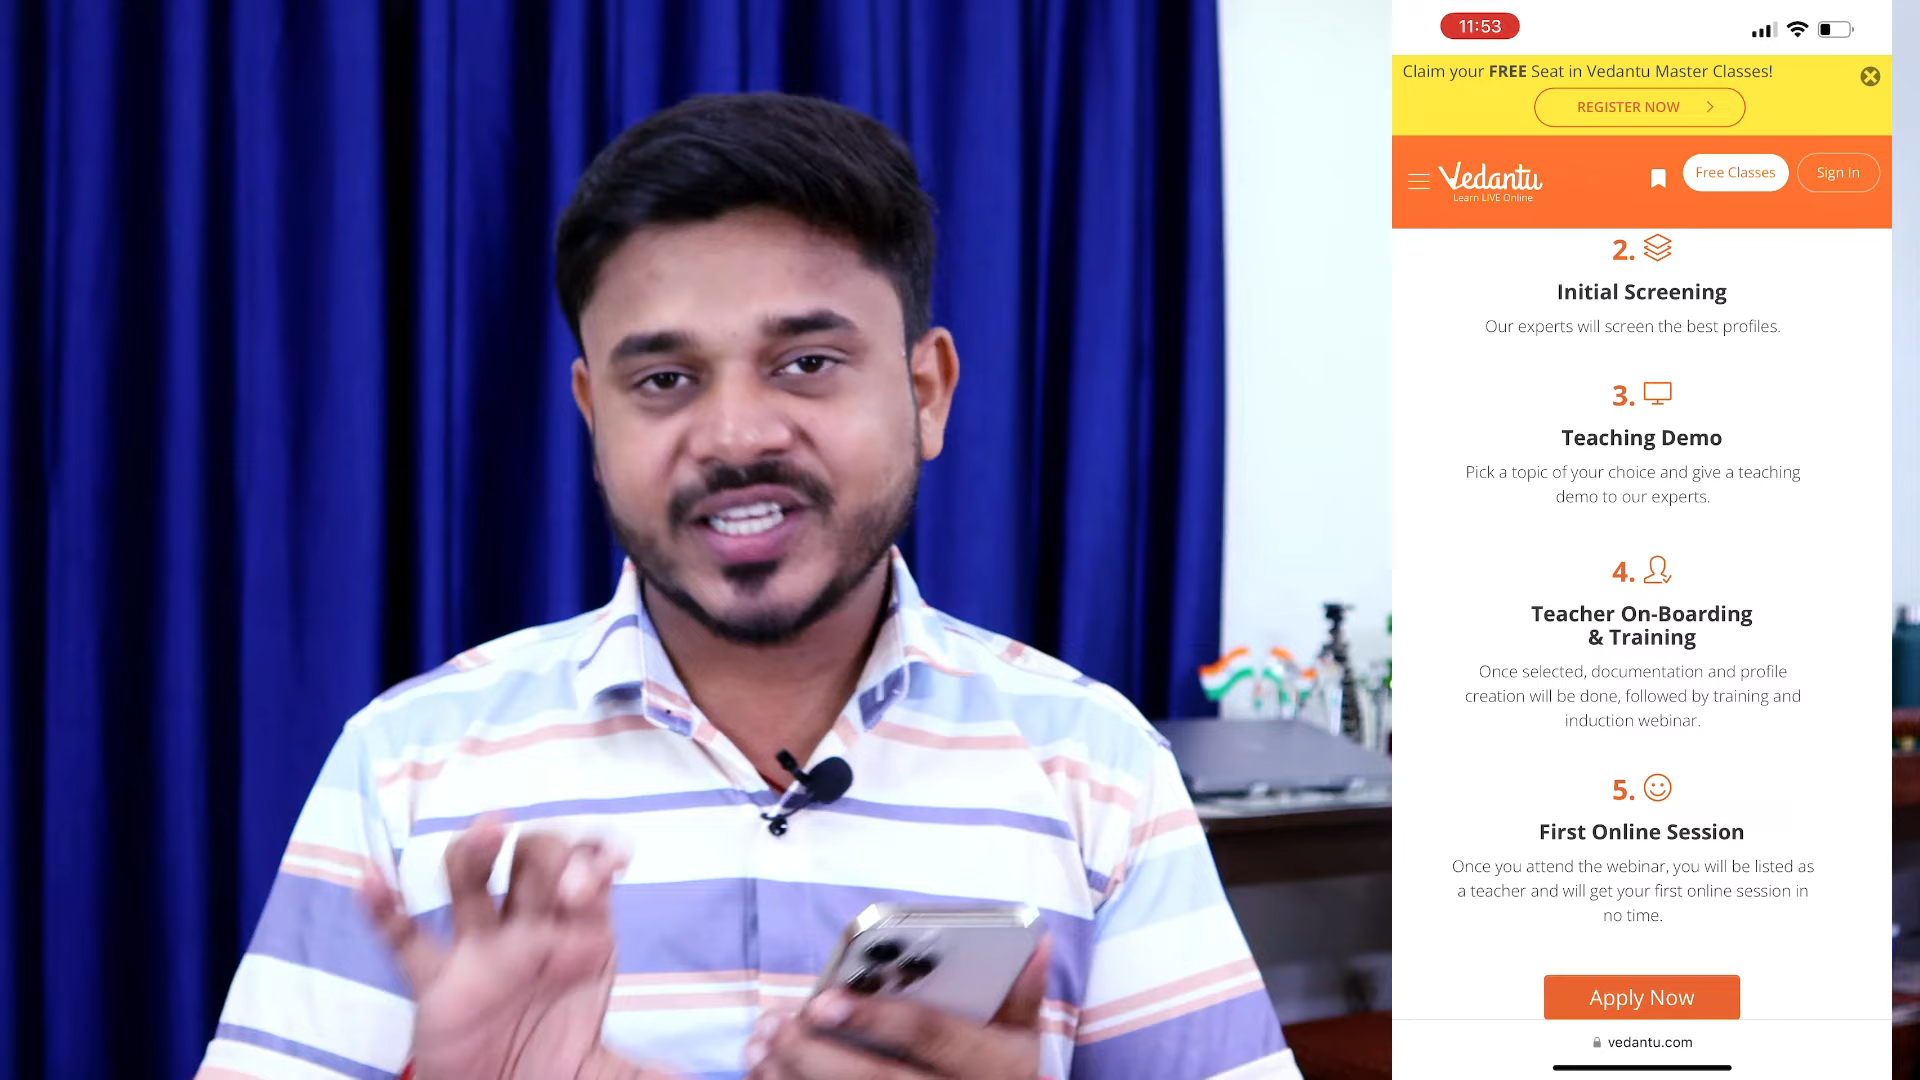 11:53
Claim your FREE Seat in Vedantu Master Classes!
REGISTER NOW
Vedantu
Learn LIVE Online
Free Classes
Sign In
2.
Initial Screening
Our experts will screen the best profiles.
3.
Teaching Demo
Pick a topic of your choice and give a teaching
demo to our experts.
4.
Teacher On-Boarding
& Training
Once selected, documentation and profile
creation will be done, followed by training and
induction webinar.
5.
First Online Session
Once you attend the webinar, you will be listed as
a teacher and will get your first online session in
no time.
Apply Now
vedantu.com